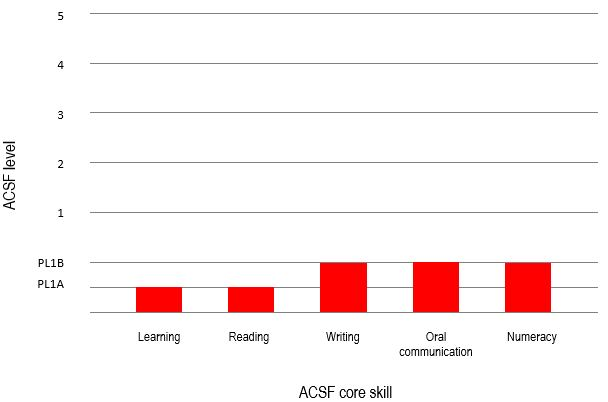 5
4
3
2
1
PL1B
PL1A
ACSF level
Learning
Reading
Writing
Oral
communication
Numeracy
ACSF core skill